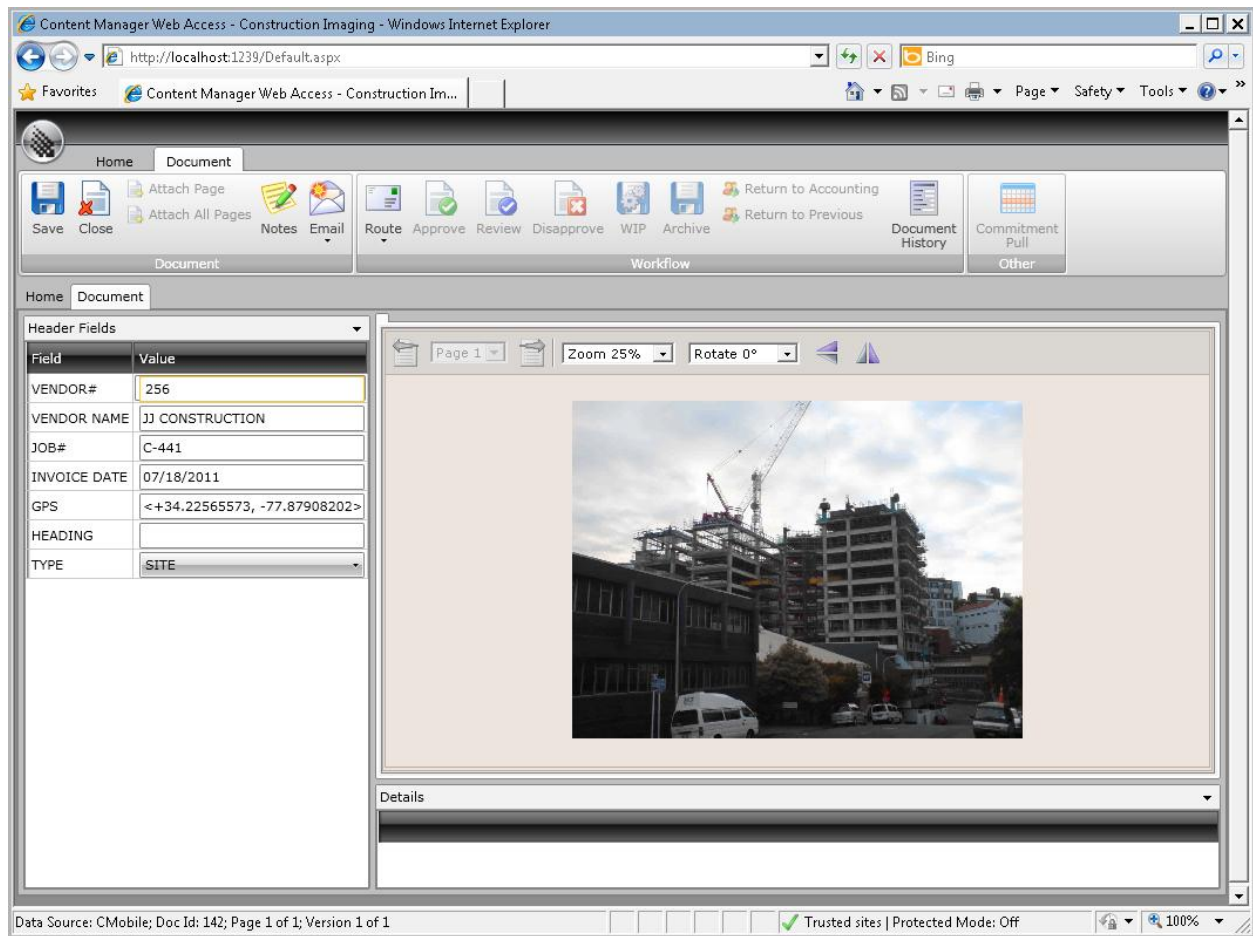 Content Manager Web Access - Construction Imaging - Windows Internet Explorer
http://localhost:1239/Default.aspx
Bing
Favorites
Content Manager Web Access - Construction Im...
Page
Safety
Tools
»
Home
Document
Save
Close
Attach Page
Attach All Pages
Notes
Email
Route
Approve
Review
Disapprove
WIP
Archive
Return to Accounting
Return to Previous
Document History
Commitment Pull
Document
Workflow
Other
Home
Document
Header Fields
Field Value
VENDOR# 256
VENDOR NAME JJ CONSTRUCTION
JOB# C-441
INVOICE DATE 07/18/2011
GPS <+34.22565573, -77.87908202>
HEADING
TYPE SITE
Page 1
Zoom 25%
Rotate 0°
Details
Data Source: CMobile; Doc Id: 142; Page 1 of 1; Version 1 of 1
Trusted sites | Protected Mode: Off
100%